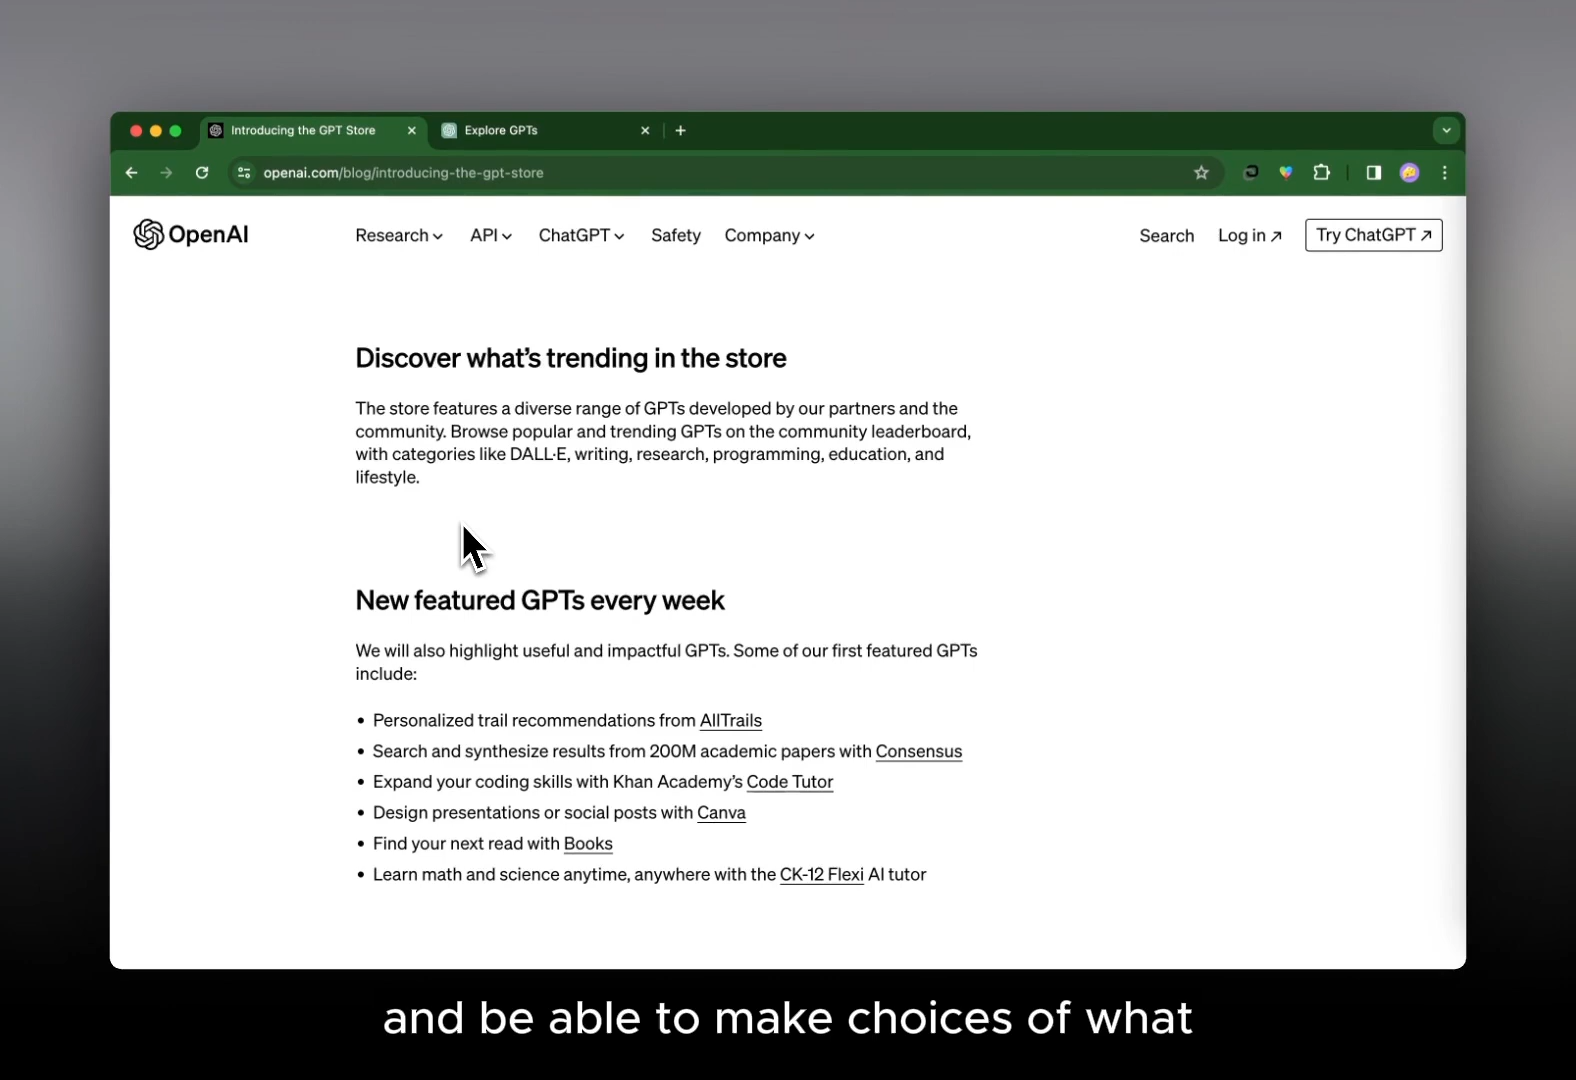 Introducing the GPT Store
Explore GPTs
openai.com/blog/introducing-the-gpt-store
OpenAI
Research
API
ChatGPT
Safety
Company
Search
Log in ↗
Try ChatGPT ↗
Discover what’s trending in the store
The store features a diverse range of GPTs developed by our partners and the
community. Browse popular and trending GPTs on the community leaderboard,
with categories like DALL·E, writing, research, programming, education, and
lifestyle.
New featured GPTs every week
We will also highlight useful and impactful GPTs. Some of our first featured GPTs
include:
• Personalized trail recommendations from AllTrails
• Search and synthesize results from 200M academic papers with Consensus
• Expand your coding skills with Khan Academy’s Code Tutor
• Design presentations or social posts with Canva
• Find your next read with Books
• Learn math and science anytime, anywhere with the CK-12 Flexi AI tutor
and be able to make choices of what